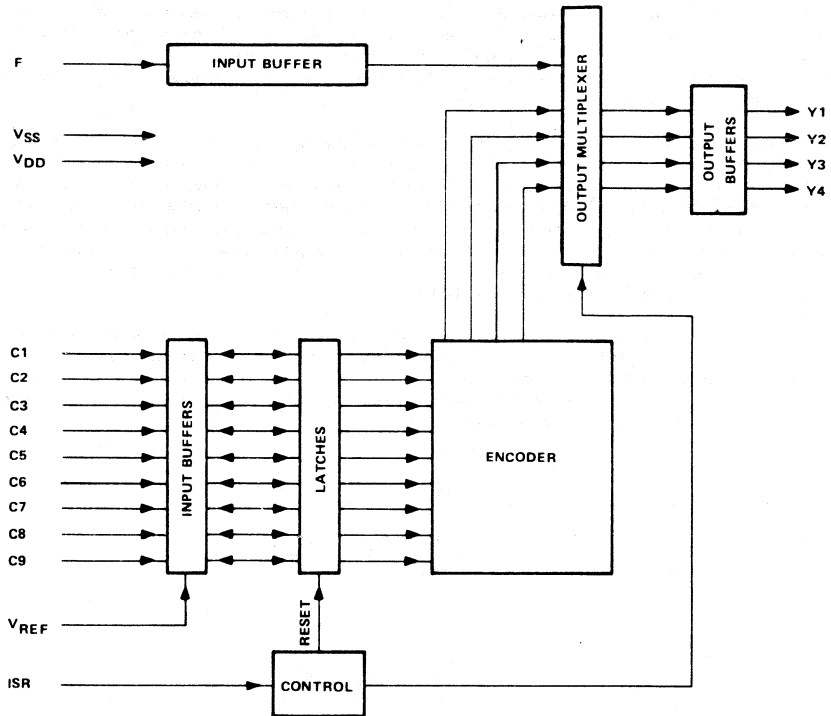 F
INPUT BUFFER
OUTPUT MULTIPLEXER
OUTPUT BUFFERS
Y1
Y2
Y3
Y4
VSS
VDD
C1
C2
C3
C4
C5
C6
C7
C8
C9
INPUT BUFFERS
LATCHES
ENCODER
VREF
RESET
ISR
CONTROL